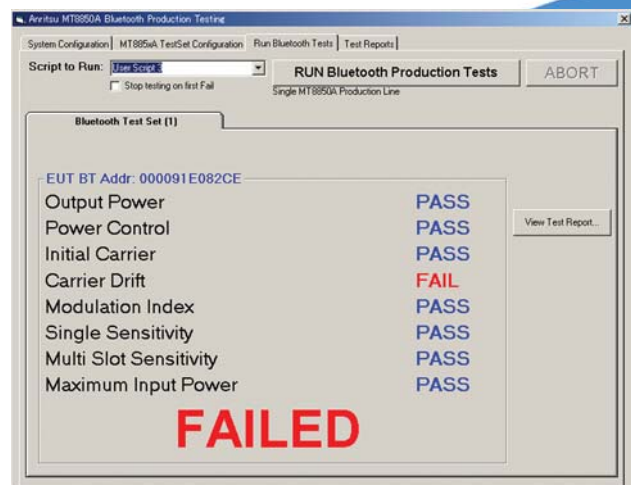 Anritsu MT8850A Bluetooth Production Testing
System Configuration MT885xA TestSet Configuration Run Bluetooth Tests Test Reports
Script to Run: User Script 3 RUN Bluetooth Production Tests ABORT
Stop testing on first Fail Single MT8850A Production Line
Bluetooth Test Set (1)
EUT BT Addr: 000091E082CE
Output Power PASS
Power Control PASS
View Test Report...
Initial Carrier PASS
Carrier Drift FAIL
Modulation Index PASS
Single Sensitivity PASS
Multi Slot Sensitivity PASS
Maximum Input Power PASS
FAILED